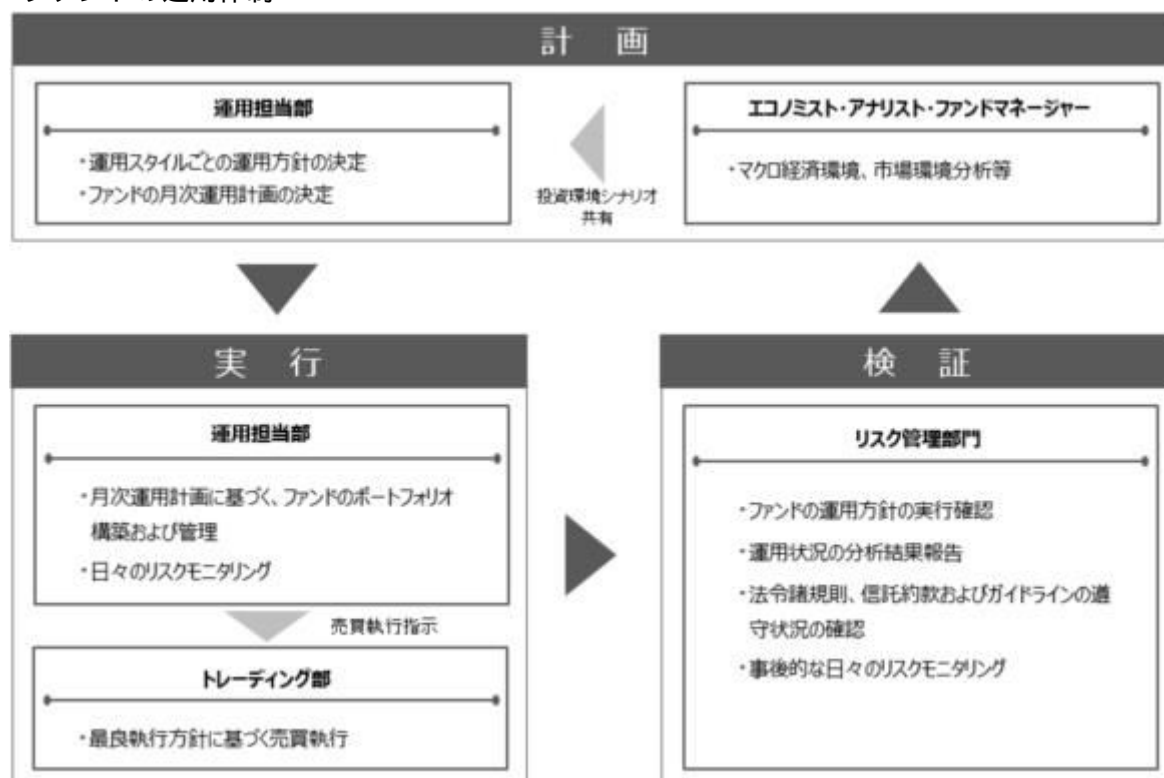 計 画
運用担当部
・運用スタイルごとの運用方針の決定
・ファンドの月次運用計画の決定
投資環境シナリオ
共有
エコノミスト・アナリスト・ファンドマネージャー
・マクロ経済環境、市場環境分析等
実 行
運用担当部
・月次運用計画に基づく、ファンドのポートフォリオ
構築および管理
・日々のリスクモニタリング
売買執行指示
トレーディング部
・最良執行方針に基づく売買執行
検 証
リスク管理部門
・ファンドの運用方針の実行確認
・運用状況の分析結果報告
・法令諸規則、信託約款およびガイドラインの遵
守状況の確認
・事後的な日々のリスクモニタリング